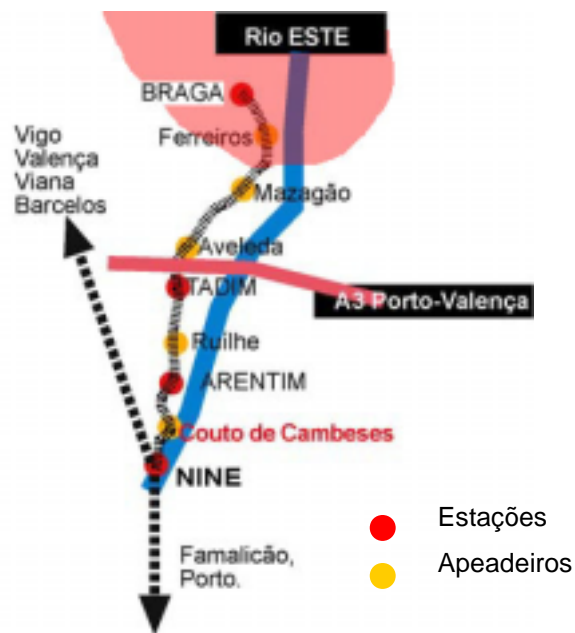 Rio ESTE
BRAGA
Ferreiros
Vigo
Valença
Viana
Barcelos
Mazagão
Aveleda
TADIM
A3 Porto-Valença
Ruilhe
ARENTIM
Couto de Cambeses
NINE
Estações
Famalicão,
Porto.
Apeadeiros